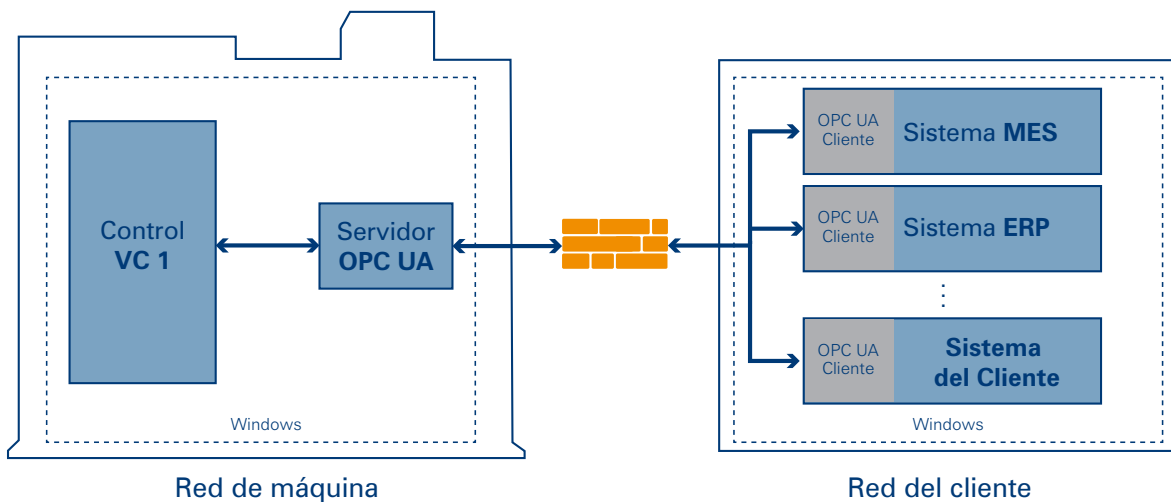 Control
VC 1
Servidor
OPC UA
Windows
Red de máquina
OPC UA
Cliente
Sistema MES
OPC UA
Cliente
Sistema ERP
OPC UA
Cliente
Sistema
del Cliente
Windows
Red del cliente